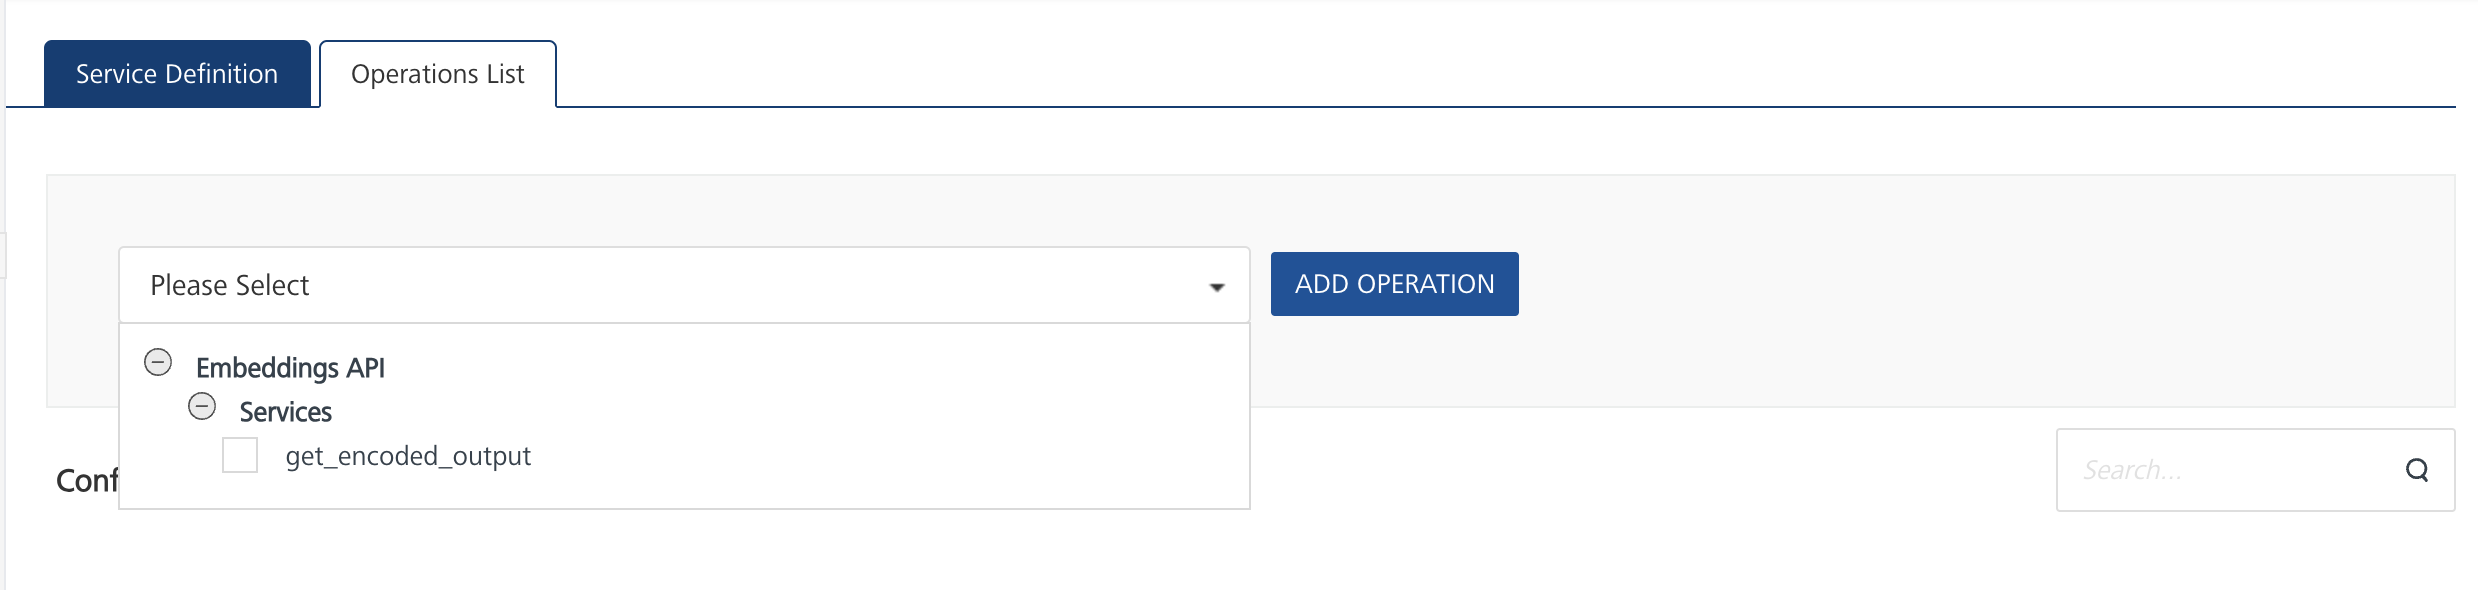 Service Definition
Operations List
Please Select
ADD OPERATION
Embeddings API
Services
get_encoded_output
Conf
Search...